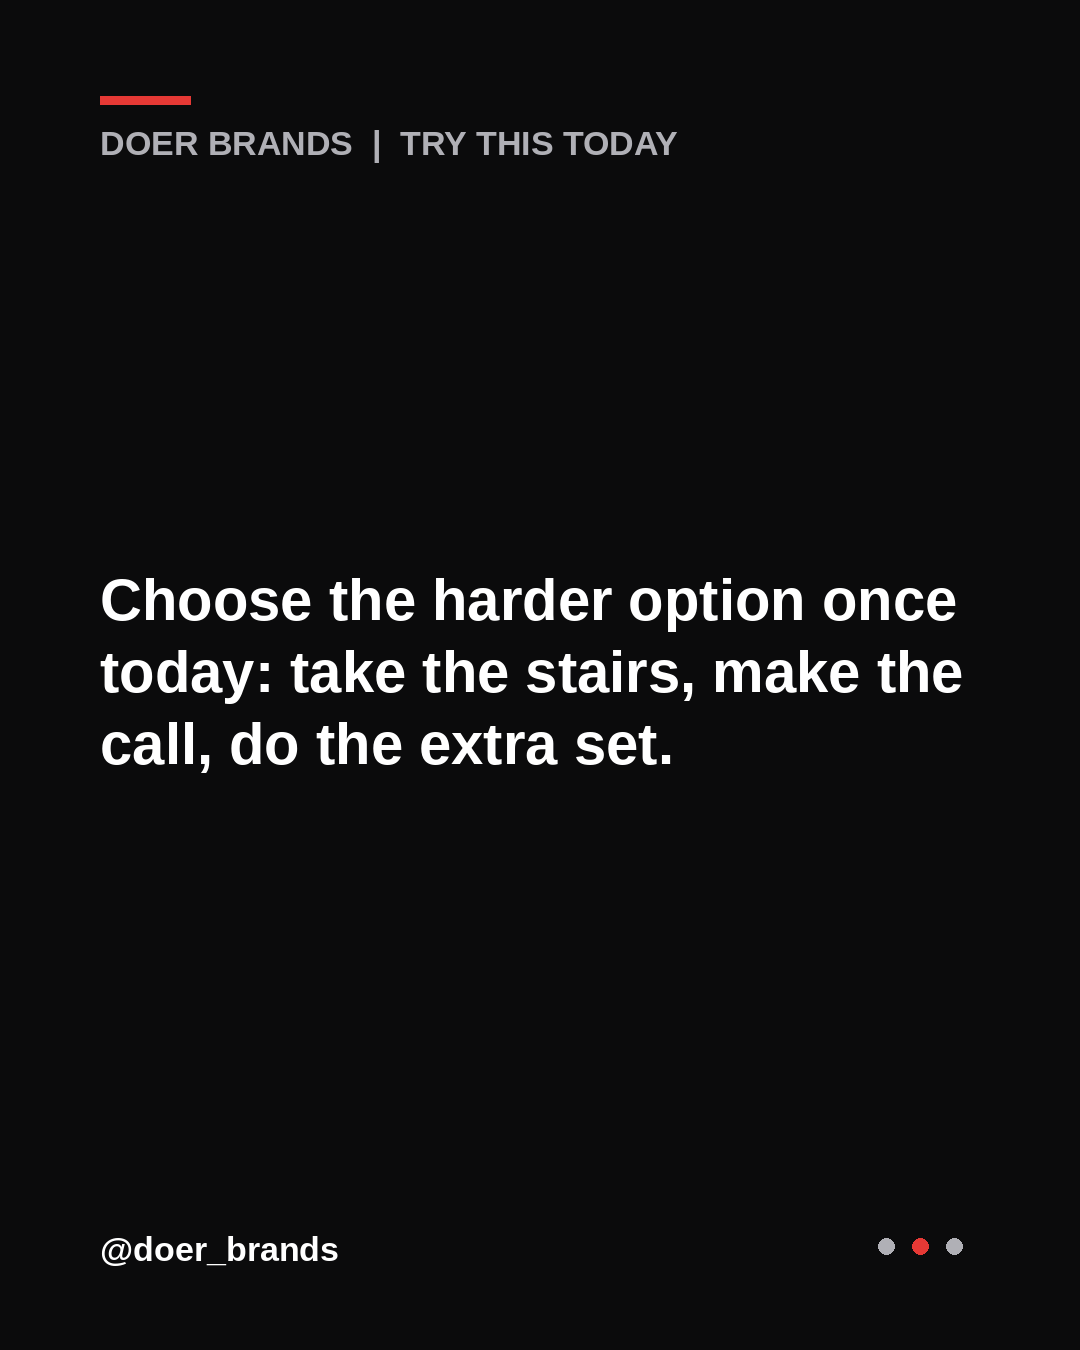 DOER BRANDS | TRY THIS TODAY
Choose the harder option once
today: take the stairs, make the
call, do the extra set.
@doer_brands